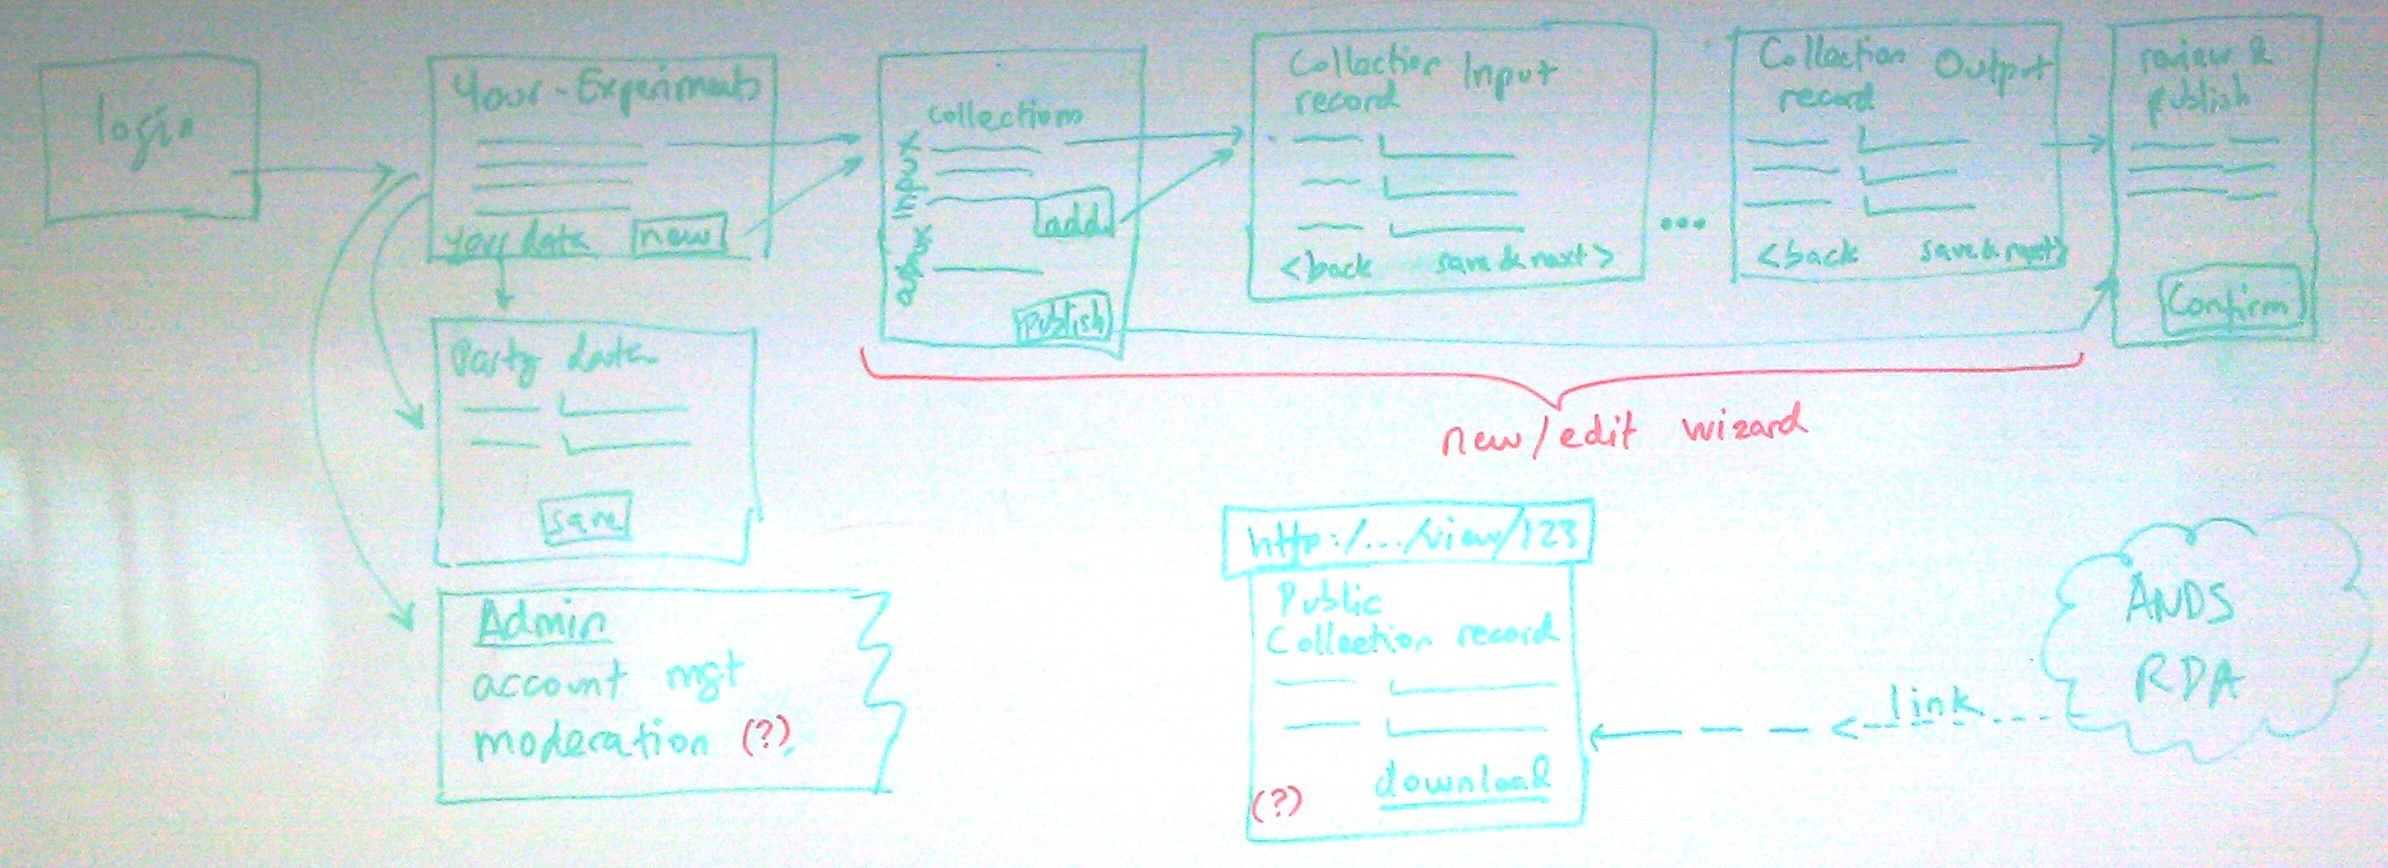 login
Your-Experiments
your data
new
Party data
save
Admin
account mgt
moderation (?)
collections
Input
output
add
publish
Collection Input
record
<back save & next>
...
Collection Output
record
<back save & next>
review &
publish
Confirm
new/edit wizard
http:/.../view/123
Public
Collection record
download
(?)
link
ANDS
RDA